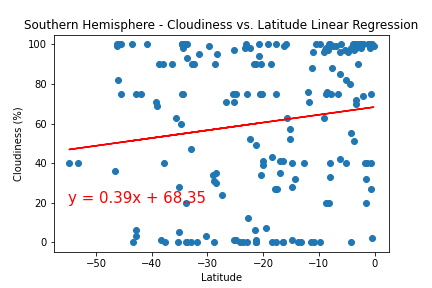 Southern Hemisphere - Cloudiness vs. Latitude Linear Regression
100
80
60
40
20
0
Cloudiness (%)
y = 0.39x + 68.35
−50 −40 −30 −20 −10 0
Latitude